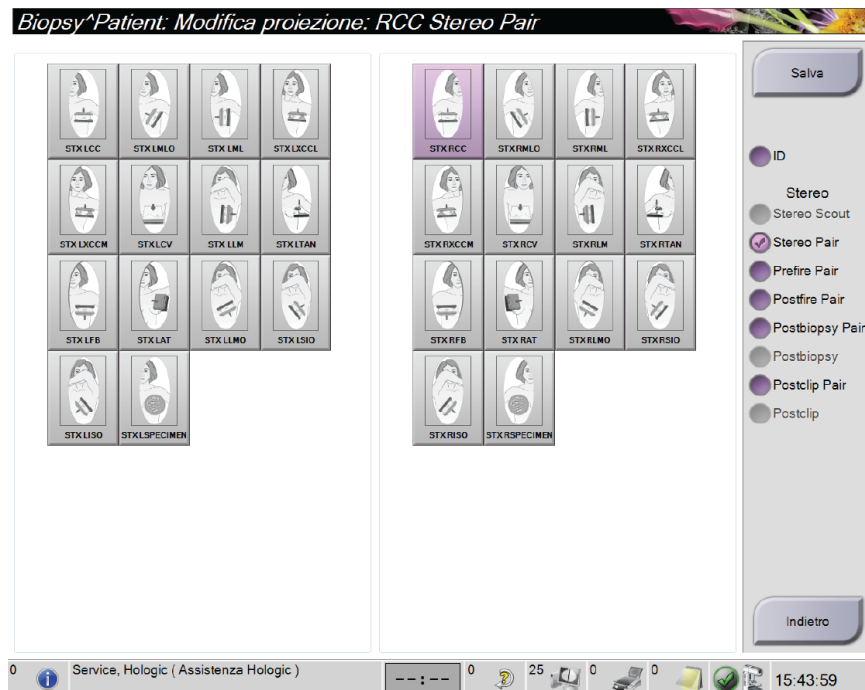 Biopsy^Patient: Modifica proiezione: RCC Stereo Pair
STX LCC STX LMLO STX LML STX LXCCL
STX LXCCM STX LCV STX LLM STX LTAN
STX LFB STX LAT STX LLMO STX LSIO
STX LISO STX LSPECIMEN
STX RCC STX RMLO STX RML STX RXCCL
STX RXCCM STX RCV STX RLM STX RTAN
STX RFB STX RAT STX RLMO STX RSIO
STX RISO STX RSPECIMEN
Salva
ID
Stereo
Stereo Scout
Stereo Pair
Prefire Pair
Postfire Pair
Postbiopsy Pair
Postbiopsy
Postclip Pair
Postclip
Indietro
0 Service, Hologic ( Assistenza Hologic ) --:-- 0 25 0 0 15:43:59